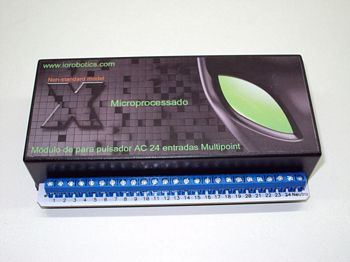 www.iorobotics.com
Non-standard model
X
Microprocessado
Módulo de para pulsador AC 24 entradas Multipoint
1 2 3 4 5 6 7 8 9 10 11 12 13 14 15 16 17 18 19 20 21 22 23 24 Neutro